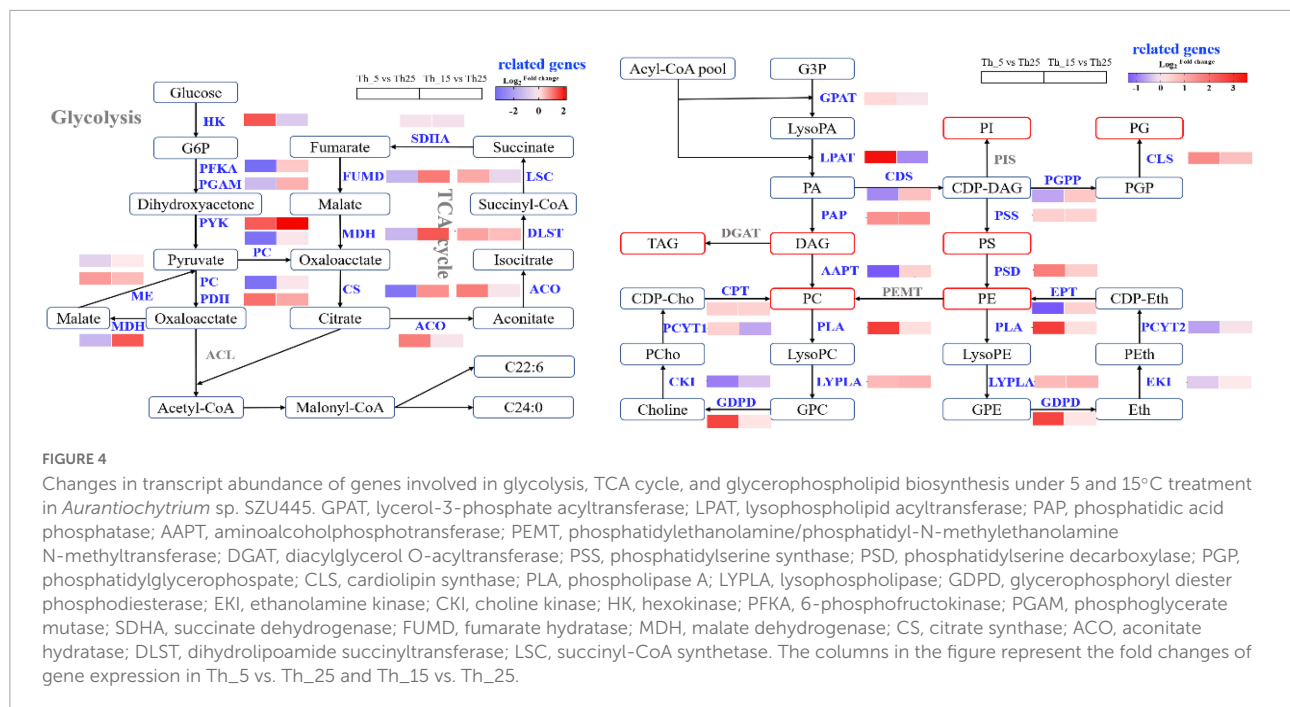 related genes
Th_5 vs Th25 Th_15 vs Th25
Log2 Fold change
-2 0 2
Glycolysis
Glucose
HK
G6P
PFKA
PGAM
Dihydroxyacetone
PYK
Pyruvate
PC
PC
PDH
ME
Malate
MDH
Oxaloacctate
ACL
Acetyl-CoA
Malonyl-CoA
C22:6
C24:0
Fumarate
SDHA
Succinate
FUMD
LSC
Malate
TCA cycle
Succinyl-CoA
MDH
DLST
Oxaloacctate
Isocitrate
CS
ACO
Citrate
ACO
Aconitate
related genes
Th_5 vs Th25 Th_15 vs Th25
Log2 Fold change
-1 0 1 2 3
Acyl-CoA pool
G3P
GPAT
LysoPA
PI
PG
LPAT
PIS
CLS
CDS
PA
CDP-DAG
PGPP
PGP
PAP
PSS
TAG
DGAT
DAG
PS
AAPT
PSD
CDP-Cho
CPT
PC
PEMT
PE
EPT
CDP-Eth
PCYT1
PLA
PLA
PCYT2
PCho
LysoPC
LysoPE
PEth
CKI
LYPLA
LYPLA
EKI
Choline
GDPD
GPC
GPE
GDPD
Eth
FIGURE 4
Changes in transcript abundance of genes involved in glycolysis, TCA cycle, and glycerophospholipid biosynthesis under 5 and 15°C treatment
in Aurantiochytrium sp. SZU445. GPAT, lycerol-3-phosphate acyltransferase; LPAT, lysophospholipid acyltransferase; PAP, phosphatidic acid
phosphatase; AAPT, aminoalcoholphosphotransferase; PEMT, phosphatidylethanolamine/phosphatidyl-N-methylethanolamine
N-methyltransferase; DGAT, diacylglycerol O-acyltransferase; PSS, phosphatidylserine synthase; PSD, phosphatidylserine decarboxylase; PGP,
phosphatidylglycerophospate; CLS, cardiolipin synthase; PLA, phospholipase A; LYPLA, lysophospholipase; GDPD, glycerophosphoryl diester
phosphodiesterase; EKI, ethanolamine kinase; CKI, choline kinase; HK, hexokinase; PFKA, 6-phosphofructokinase; PGAM, phosphoglycerate
mutase; SDHA, succinate dehydrogenase; FUMD, fumarate hydratase; MDH, malate dehydrogenase; CS, citrate synthase; ACO, aconitate
hydratase; DLST, dihydrolipoamide succinyltransferase; LSC, succinyl-CoA synthetase. The columns in the figure represent the fold changes of
gene expression in Th_5 vs. Th_25 and Th_15 vs. Th_25.